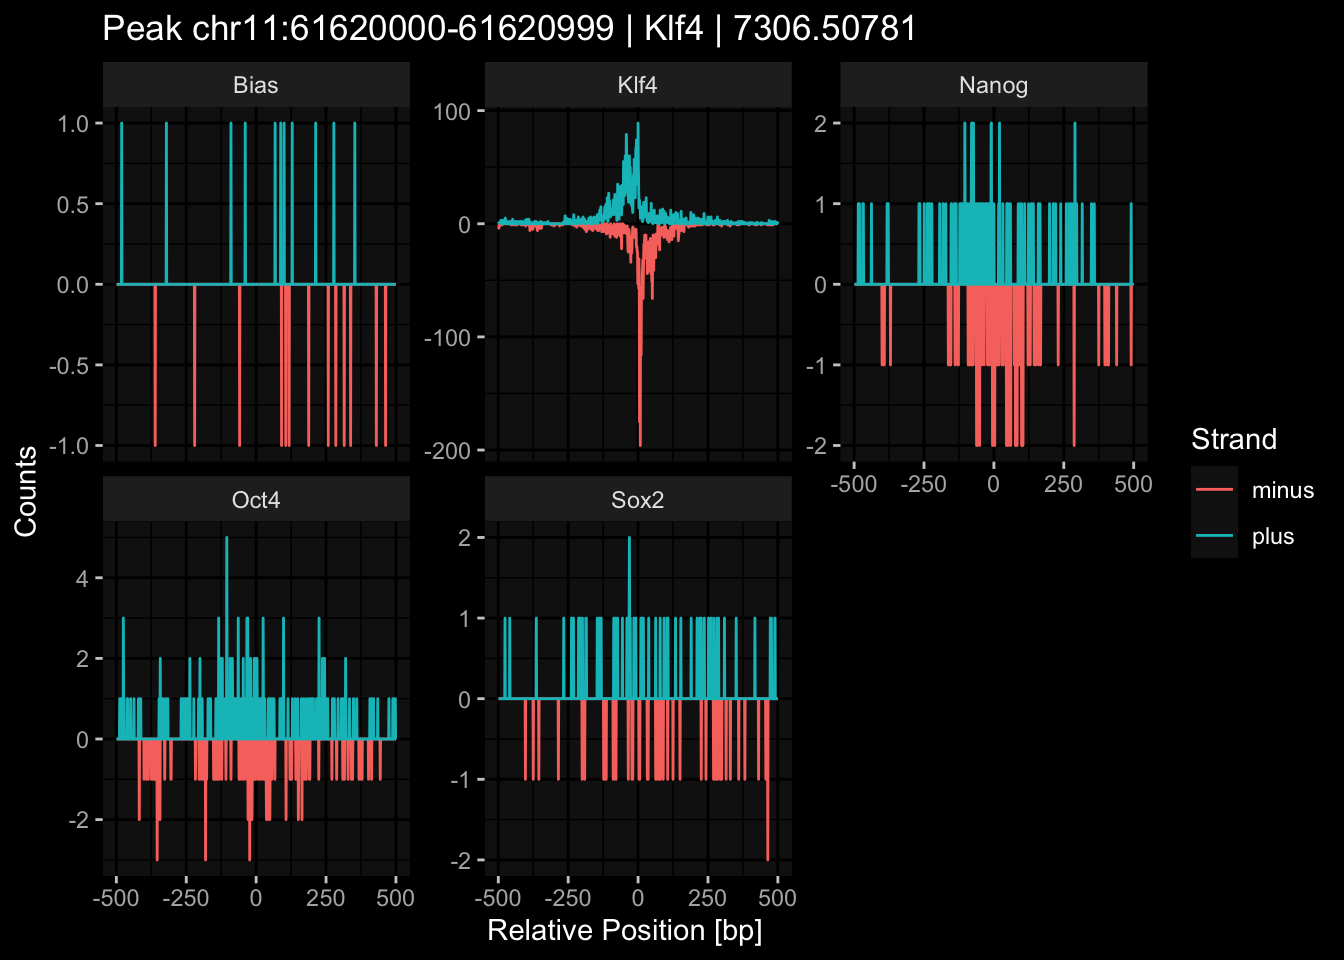 Peak chr11:61620000-61620999 | Klf4 | 7306.50781
Bias
Klf4
Nanog
1.0
0.5
0.0
-0.5
-1.0
100
0
-100
-200
2
1
0
-1
-2
-500 -250 0 250 500
Counts
Strand
minus
plus
Oct4
Sox2
4
2
0
-2
2
1
0
-1
-2
-500 -250 0 250 500
-500 -250 0 250 500
Relative Position [bp]